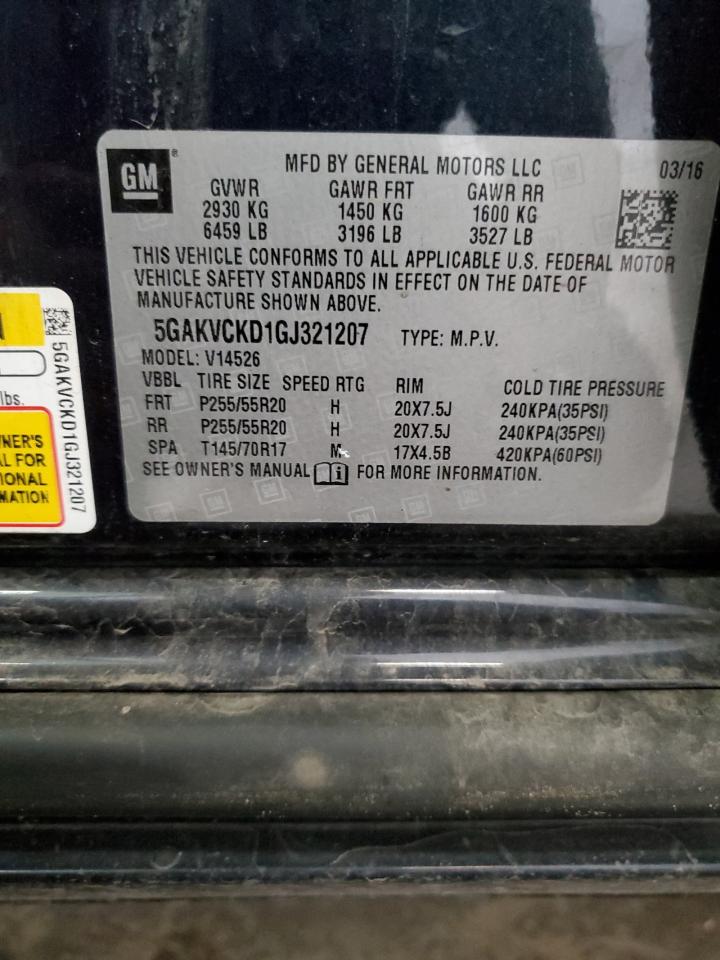 GM
®
MFD BY GENERAL MOTORS LLC
03/16
GVWR GAWR FRT GAWR RR
2930 KG 1450 KG 1600 KG
6459 LB 3196 LB 3527 LB
THIS VEHICLE CONFORMS TO ALL APPLICABLE U.S. FEDERAL MOTOR
VEHICLE SAFETY STANDARDS IN EFFECT ON THE DATE OF
MANUFACTURE SHOWN ABOVE.
5GAKVCKD1GJ321207 TYPE: M.P.V.
MODEL: V14526
VBBL TIRE SIZE SPEED RTG RIM COLD TIRE PRESSURE
FRT P255/55R20 H 20X7.5J 240KPA(35PSI)
RR P255/55R20 H 20X7.5J 240KPA(35PSI)
SPA T145/70R17 M 17X4.5B 420KPA(60PSI)
SEE OWNER'S MANUAL FOR MORE INFORMATION.
5GAKVCKD1GJ321207
lbs.
NER'S
L FOR
IONAL
MATION